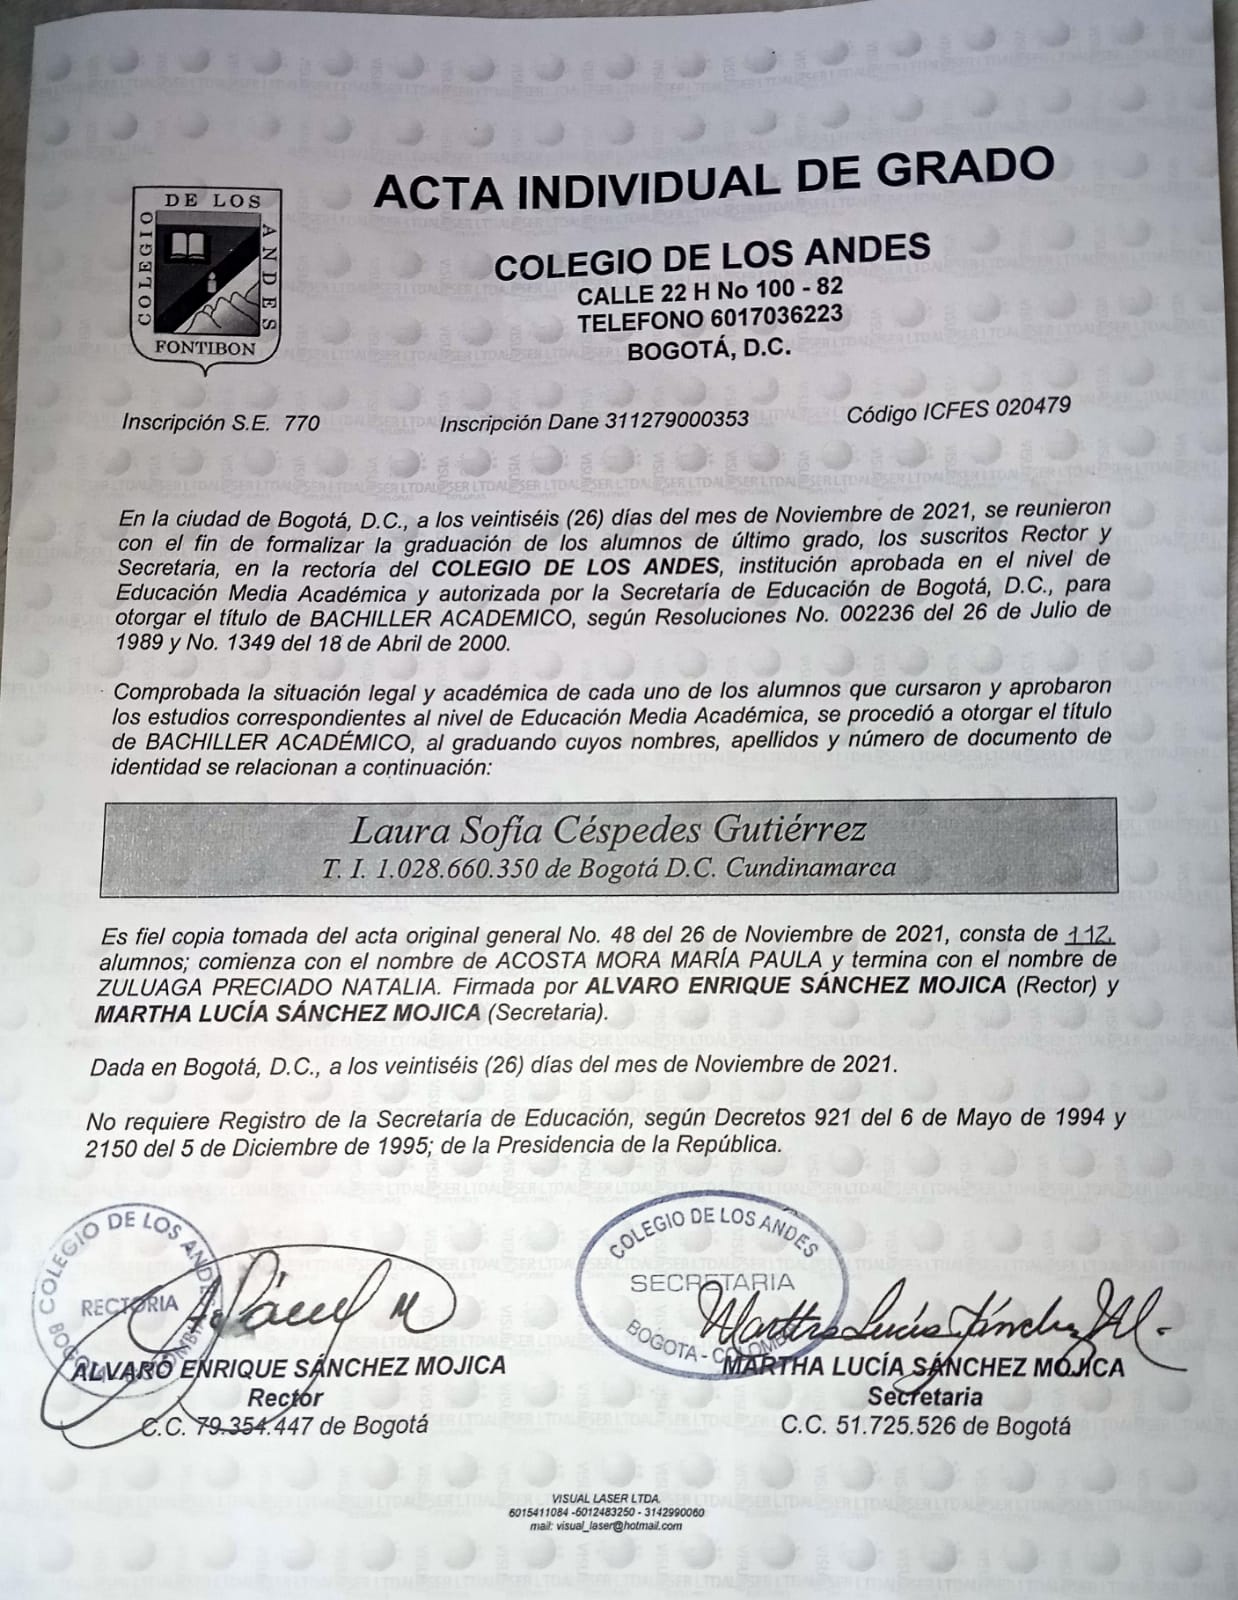 ACTA INDIVIDUAL DE GRADO
DE LOS
COLEGIO
ANDES
FONTIBON
COLEGIO DE LOS ANDES
CALLE 22 H No 100 - 82
TELEFONO 6017036223
BOGOTÁ, D.C.
Inscripción S.E. 770 Inscripción Dane 311279000353 Código ICFES 020479
En la ciudad de Bogotá, D.C., a los veintiséis (26) días del mes de Noviembre de 2021, se reunieron
con el fin de formalizar la graduación de los alumnos de último grado, los suscritos Rector y
Secretaria, en la rectoría del COLEGIO DE LOS ANDES, institución aprobada en el nivel de
Educación Media Académica y autorizada por la Secretaría de Educación de Bogotá, D.C., para
otorgar el título de BACHILLER ACADEMICO, según Resoluciones No. 002236 del 26 de Julio de
1989 y No. 1349 del 18 de Abril de 2000.
Comprobada la situación legal y académica de cada uno de los alumnos que cursaron y aprobaron
los estudios correspondientes al nivel de Educación Media Académica, se procedió a otorgar el título
de BACHILLER ACADÉMICO, al graduando cuyos nombres, apellidos y número de documento de
identidad se relacionan a continuación:
Laura Sofía Céspedes Gutiérrez
T. I. 1.028.660.350 de Bogotá D.C. Cundinamarca
Es fiel copia tomada del acta original general No. 48 del 26 de Noviembre de 2021, consta de 112
alumnos; comienza con el nombre de ACOSTA MORA MARÍA PAULA y termina con el nombre de
ZULUAGA PRECIADO NATALIA. Firmada por ALVARO ENRIQUE SÁNCHEZ MOJICA (Rector) y
MARTHA LUCÍA SÁNCHEZ MOJICA (Secretaria).
Dada en Bogotá, D.C., a los veintiséis (26) días del mes de Noviembre de 2021.
No requiere Registro de la Secretaría de Educación, según Decretos 921 del 6 de Mayo de 1994 y
2150 del 5 de Diciembre de 1995; de la Presidencia de la República.
COLEGIO DE LOS ANDES
RECTORIA
COLEGIO DE LOS ANDES
SECRETARIA
BOGOTA - COLOMBIA
Martha Lucía Sánchez M.
ALVARO ENRIQUE SÁNCHEZ MOJICA
Rector
C.C. 79.354.447 de Bogotá
MARTHA LUCÍA SÁNCHEZ MOJICA
Secretaria
C.C. 51.725.526 de Bogotá
VISUAL LASER LTDA.
6015411084 -6012483250 - 3142990060
mail: visual_laser@hotmail.com